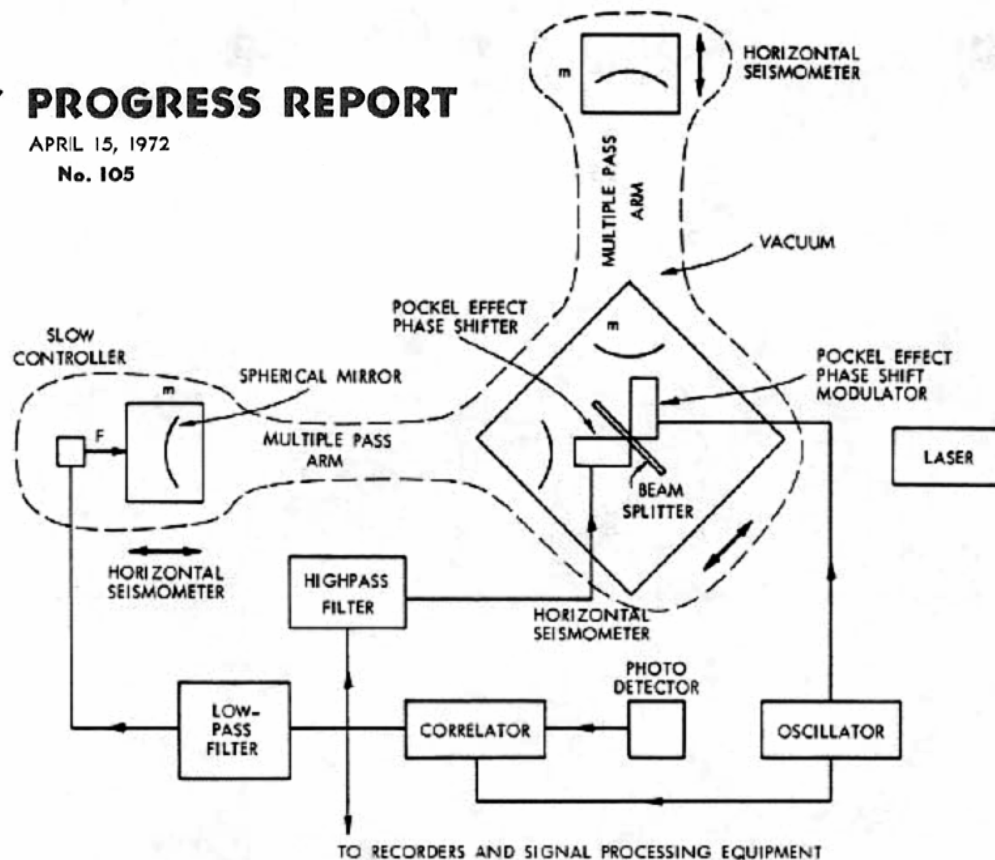 PROGRESS REPORT
APRIL 15, 1972
No. 105
m
HORIZONTAL
SEISMOMETER
MULTIPLE PASS
ARM
VACUUM
POCKEL EFFECT
PHASE SHIFTER
m
SLOW
CONTROLLER
m
SPHERICAL MIRROR
POCKEL EFFECT
PHASE SHIFT
MODULATOR
F
MULTIPLE PASS
ARM
LASER
BEAM
SPLITTER
HORIZONTAL
SEISMOMETER
HIGHPASS
FILTER
HORIZONTAL
SEISMOMETER
PHOTO
DETECTOR
LOW-
PASS
FILTER
CORRELATOR
OSCILLATOR
TO RECORDERS AND SIGNAL PROCESSING EQUIPMENT